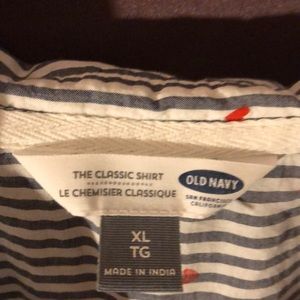 THE CLASSIC SHIRT
LE CHEMISIER CLASSIQUE
OLD NAVY
SAN FRANCISCO
CALIFORNIA
XL
TG
MADE IN INDIA